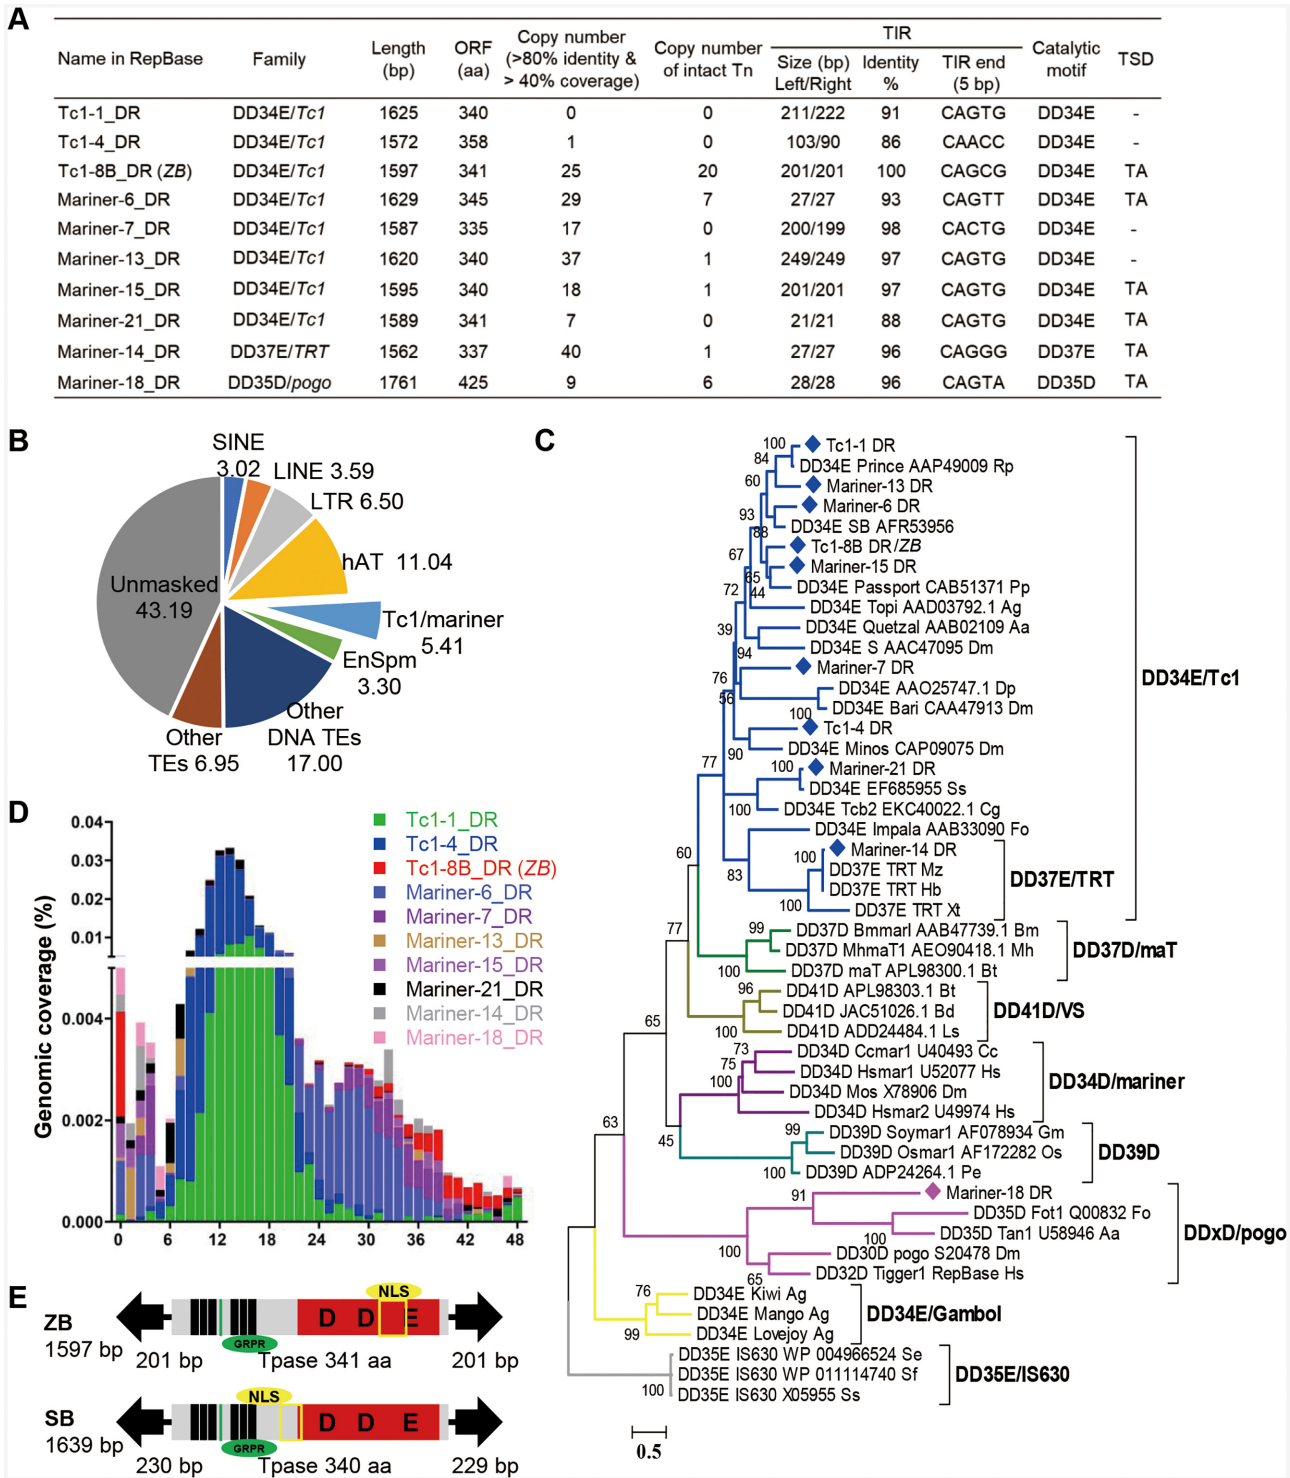 A
Name in RepBase Family Length (bp) ORF (aa) Copy number (>80% identity & > 40% coverage) Copy number of intact Tn TIR Size (bp) Left/Right Identity % TIR end (5 bp) Catalytic motif TSD
Tc1-1_DR DD34E/Tc1 1625 340 0 0 211/222 91 CAGTG DD34E -
Tc1-4_DR DD34E/Tc1 1572 358 1 0 103/90 86 CAACC DD34E -
Tc1-8B_DR (ZB) DD34E/Tc1 1597 341 25 20 201/201 100 CAGCG DD34E TA
Mariner-6_DR DD34E/Tc1 1629 345 29 7 27/27 93 CAGTT DD34E TA
Mariner-7_DR DD34E/Tc1 1587 335 17 0 200/199 98 CACTG DD34E -
Mariner-13_DR DD34E/Tc1 1620 340 37 1 249/249 97 CAGTG DD34E -
Mariner-15_DR DD34E/Tc1 1595 340 18 1 201/201 97 CAGTG DD34E TA
Mariner-21_DR DD34E/Tc1 1589 341 7 0 21/21 88 CAGTG DD34E TA
Mariner-14_DR DD37E/TRT 1562 337 40 1 27/27 96 CAGGG DD37E TA
Mariner-18_DR DD35D/pogo 1761 425 9 6 28/28 96 CAGTA DD35D TA
B
SINE
3.02
LINE 3.59
LTR 6.50
hAT 11.04
Tc1/mariner
5.41
EnSpm
3.30
Other
DNA TEs
17.00
Other
TEs 6.95
Unmasked
43.19
C
100 Tc1-1 DR
84 DD34E Prince AAP49009 Rp
60 Mariner-13 DR
Mariner-6 DR
93 DD34E SB AFR53956
88 Tc1-8B DR/ZB
67 Mariner-15 DR
65 DD34E Passport CAB51371 Pp
72 44 DD34E Topi AAD03792.1 Ag
39 DD34E Quetzal AAB02109 Aa
94 DD34E S AAC47095 Dm
76 Mariner-7 DR
56 DD34E AAO25747.1 Dp
100 DD34E Bari CAA47913 Dm
Tc1-4 DR
90 DD34E Minos CAP09075 Dm
77 100 Mariner-21 DR
DD34E EF685955 Ss
100 DD34E Tcb2 EKC40022.1 Cg
DD34E Impala AAB33090 Fo
60 100 Mariner-14 DR
83 DD37E TRT Mz
DD37E TRT Hb
100 DD37E TRT Xt
77 99 DD37D BmmarI AAB47739.1 Bm
DD37D MhmaT1 AEO90418.1 Mh
100 DD37D maT APL98300.1 Bt
96 DD41D APL98303.1 Bt
DD41D JAC51026.1 Bd
65 100 DD41D ADD24484.1 Ls
73 DD34D Ccmar1 U40493 Cc
75 DD34D Hsmar1 U52077 Hs
100 DD34D Mos X78906 Dm
63 DD34D Hsmar2 U49974 Hs
45 99 DD39D Soymar1 AF078934 Gm
DD39D Osmar1 AF172282 Os
100 DD39D ADP24264.1 Pe
91 Mariner-18 DR
DD35D Fot1 Q00832 Fo
100 DD35D Tan1 U58946 Aa
100 DD30D pogo S20478 Dm
65 DD32D Tigger1 RepBase Hs
76 DD34E Kiwi Ag
DD34E Mango Ag
99 DD34E Lovejoy Ag
DD35E IS630 WP 004966524 Se
DD35E IS630 WP 011114740 Sf
100 DD35E IS630 X05955 Ss
0.5
DD34E/Tc1
DD37E/TRT
DD37D/maT
DD41D/VS
DD34D/mariner
DD39D
DDxD/pogo
DD34E/Gambol
DD35E/IS630
D
Genomic coverage (%)
0.04
0.03
0.02
0.01
0.004
0.002
0.000
0 6 12 18 24 30 36 42 48
Tc1-1_DR
Tc1-4_DR
Tc1-8B_DR (ZB)
Mariner-6_DR
Mariner-7_DR
Mariner-13_DR
Mariner-15_DR
Mariner-21_DR
Mariner-14_DR
Mariner-18_DR
E
NLS
ZB D D E
1597 bp GRPR
201 bp Tpase 341 aa 201 bp
NLS
SB D D E
1639 bp GRPR
230 bp Tpase 340 aa 229 bp